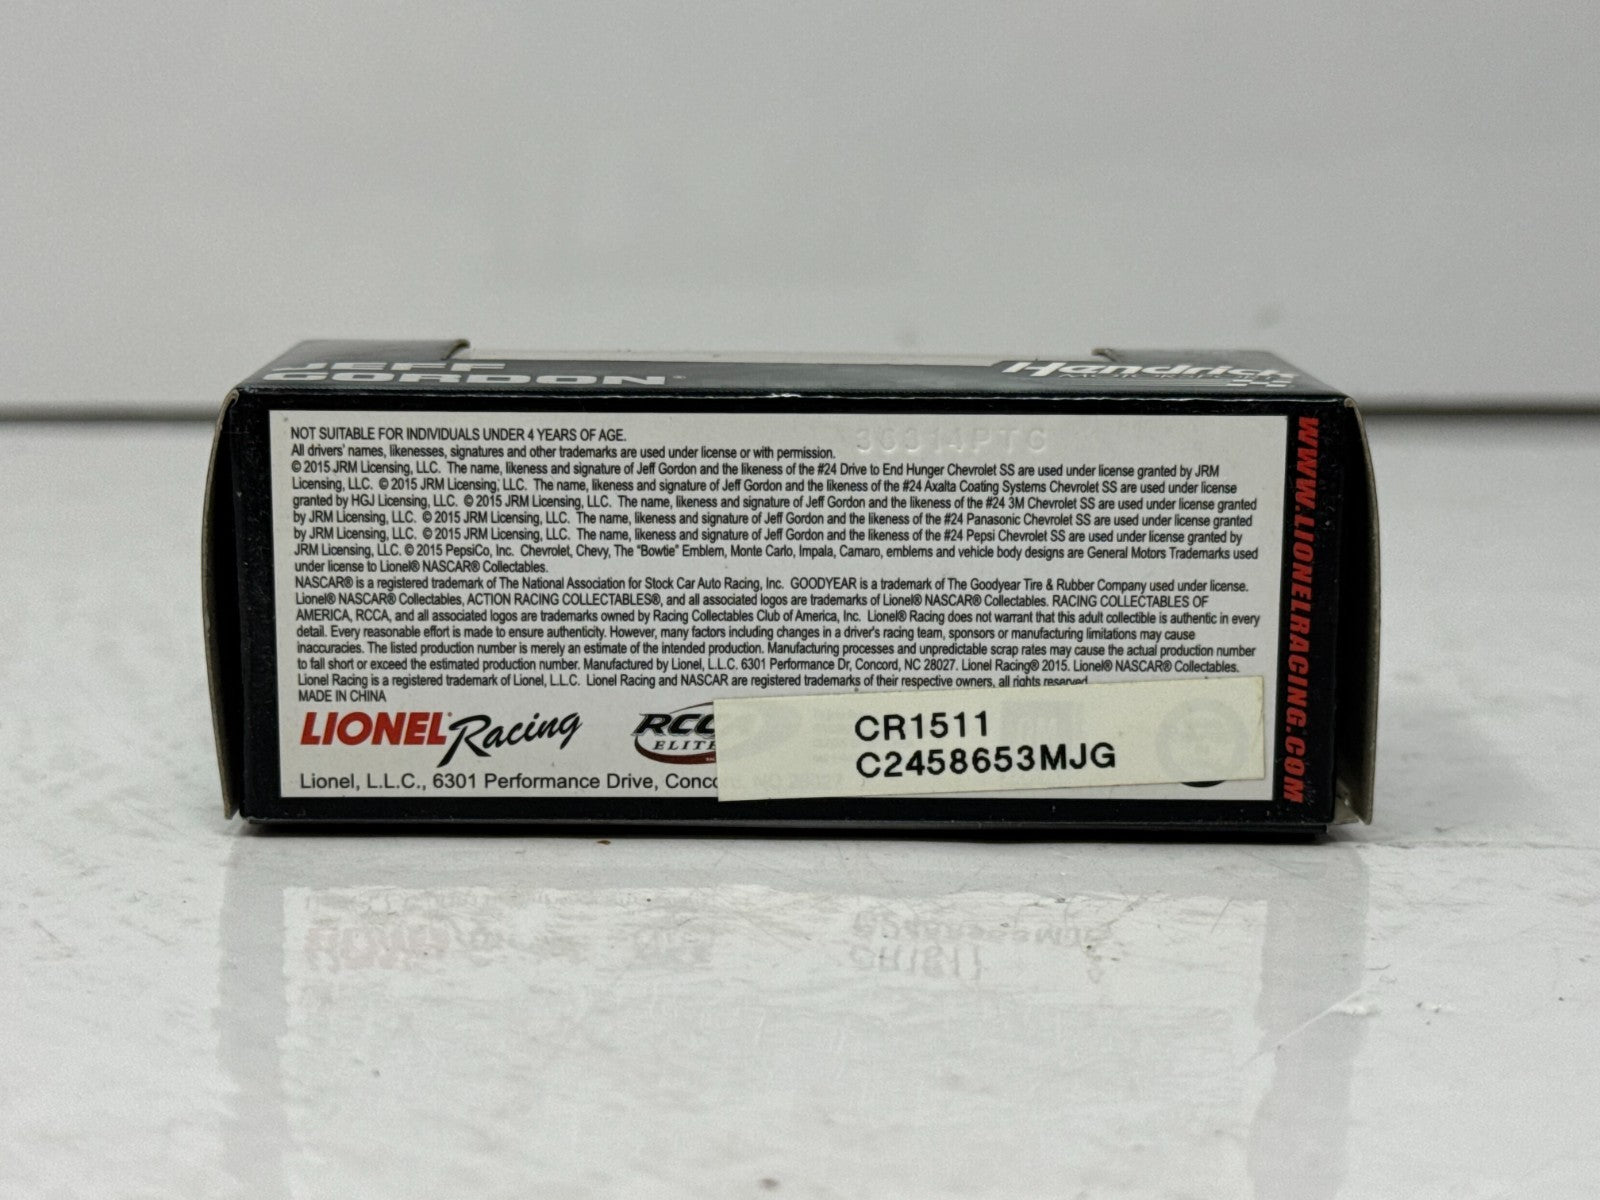 JEFF
GORDON
Hendrick
MOTORSPORTS
NOT SUITABLE FOR INDIVIDUALS UNDER 4 YEARS OF AGE.
36314PTC
All drivers' names, likenesses, signatures and other trademarks are used under license or with permission.
© 2015 JRM Licensing, LLC. The name, likeness and signature of Jeff Gordon and the likeness of the #24 Drive to End Hunger Chevrolet SS are used under license granted by JRM
Licensing, LLC. © 2015 JRM Licensing, LLC. The name, likeness and signature of Jeff Gordon and the likeness of the #24 Axalta Coating Systems Chevrolet SS are used under license
granted by HGJ Licensing, LLC. © 2015 JRM Licensing, LLC. The name, likeness and signature of Jeff Gordon and the likeness of the #24 3M Chevrolet SS are used under license granted
by JRM Licensing, LLC. © 2015 JRM Licensing, LLC. The name, likeness and signature of Jeff Gordon and the likeness of the #24 Panasonic Chevrolet SS are used under license granted
by JRM Licensing, LLC. © 2015 JRM Licensing, LLC. The name, likeness and signature of Jeff Gordon and the likeness of the #24 Pepsi Chevrolet SS are used under license granted by
JRM Licensing, LLC. © 2015 PepsiCo, Inc. Chevrolet, Chevy, The "Bowtie" Emblem, Monte Carlo, Impala, Camaro, emblems and vehicle body designs are General Motors Trademarks used
under license to Lionel® NASCAR® Collectables.
NASCAR® is a registered trademark of The National Association for Stock Car Auto Racing, Inc. GOODYEAR is a trademark of The Goodyear Tire & Rubber Company used under license.
Lionel® NASCAR® Collectables, ACTION RACING COLLECTABLES®, and all associated logos are trademarks of Lionel® NASCAR® Collectables. RACING COLLECTABLES OF
AMERICA, RCCA, and all associated logos are trademarks owned by Racing Collectables Club of America, Inc. Lionel® Racing does not warrant that this adult collectible is authentic in every
detail. Every reasonable effort is made to ensure authenticity. However, many factors including changes in a driver's racing team, sponsors or manufacturing limitations may cause
inaccuracies. The listed production number is merely an estimate of the intended production. Manufacturing processes and unpredictable scrap rates may cause the actual production number
to fall short or exceed the estimated production number. Manufactured by Lionel, L.L.C. 6301 Performance Dr, Concord, NC 28027. Lionel Racing® 2015. Lionel® NASCAR® Collectables.
Lionel Racing is a registered trademark of Lionel, L.L.C. Lionel Racing and NASCAR are registered trademarks of their respective owners, all rights reserved
MADE IN CHINA
LIONEL Racing
RCC
ELITE
Lionel, L.L.C., 6301 Performance Drive, Conco
CR1511
C2458653MJG
WWW.LIONELRACING.COM